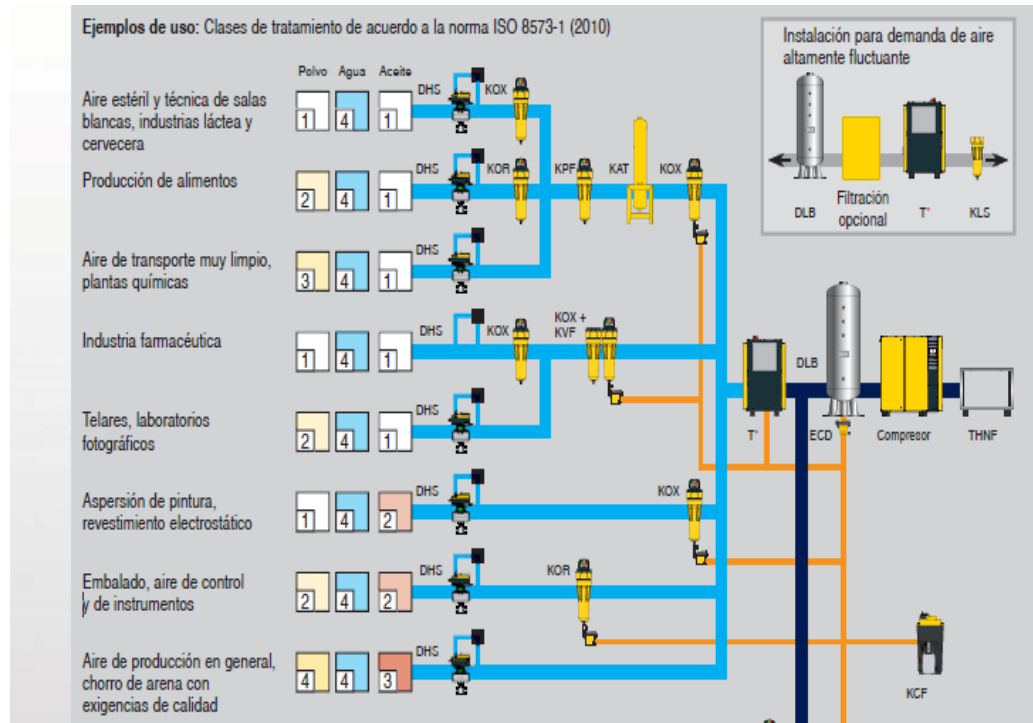 Ejemplos de uso: Clases de tratamiento de acuerdo a la norma ISO 8573-1 (2010)
Instalación para demanda de aire
altamente fluctuante
DLB
Filtración
opcional
T*
KLS
Polvo Agua Aceite
Aire estéril y técnica de salas
blancas, industrias láctea y
cervecera
1 4 1
DHS
KOX
Producción de alimentos
2 4 1
DHS
KOR
KPF
KAT
KOX
Aire de transporte muy limpio,
plantas químicas
3 4 1
DHS
Industria farmacéutica
1 4 1
DHS
KOX
KOX +
KVF
Telares, laboratorios
fotográficos
2 4 1
DHS
T*
DLB
ECD
Compresor
THNF
Aspersión de pintura,
revestimiento electrostático
1 4 2
DHS
KOX
Embalado, aire de control
y de instrumentos
2 4 2
DHS
KOR
Aire de producción en general,
chorro de arena con
exigencias de calidad
4 4 3
DHS
KCF